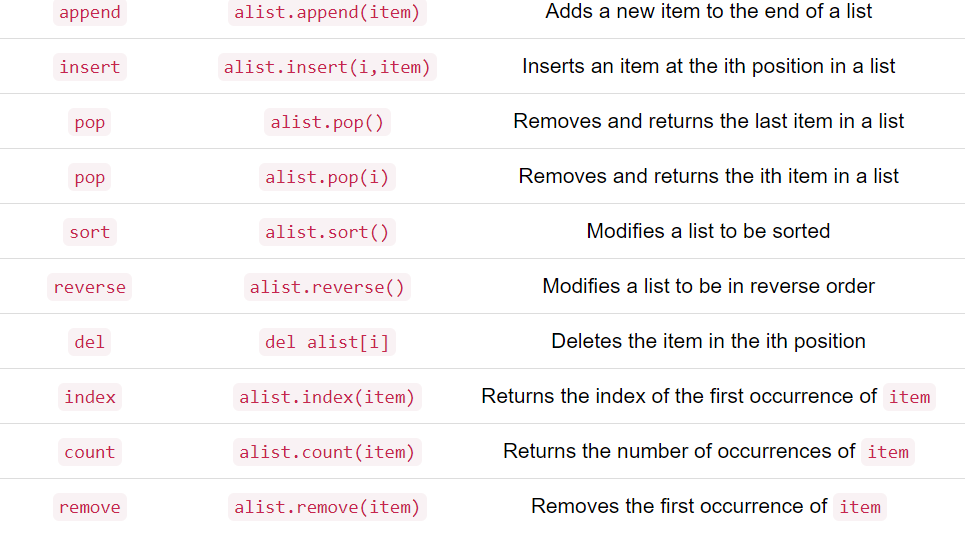 append alist.append(item) Adds a new item to the end of a list
insert alist.insert(i,item) Inserts an item at the ith position in a list
pop alist.pop() Removes and returns the last item in a list
pop alist.pop(i) Removes and returns the ith item in a list
sort alist.sort() Modifies a list to be sorted
reverse alist.reverse() Modifies a list to be in reverse order
del del alist[i] Deletes the item in the ith position
index alist.index(item) Returns the index of the first occurrence of item
count alist.count(item) Returns the number of occurrences of item
remove alist.remove(item) Removes the first occurrence of item